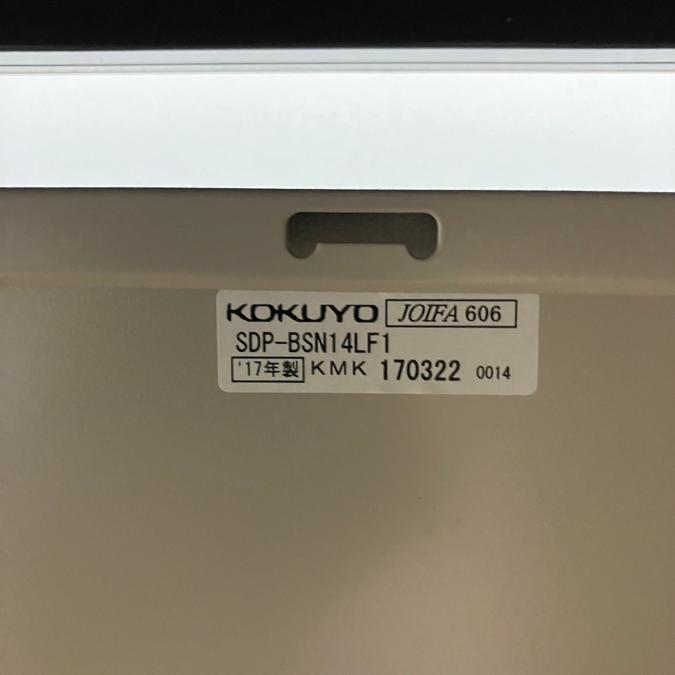 KOKUYO JOIFA 606
SDP-BSN14LF1
'17年製 KMK 170322 0014